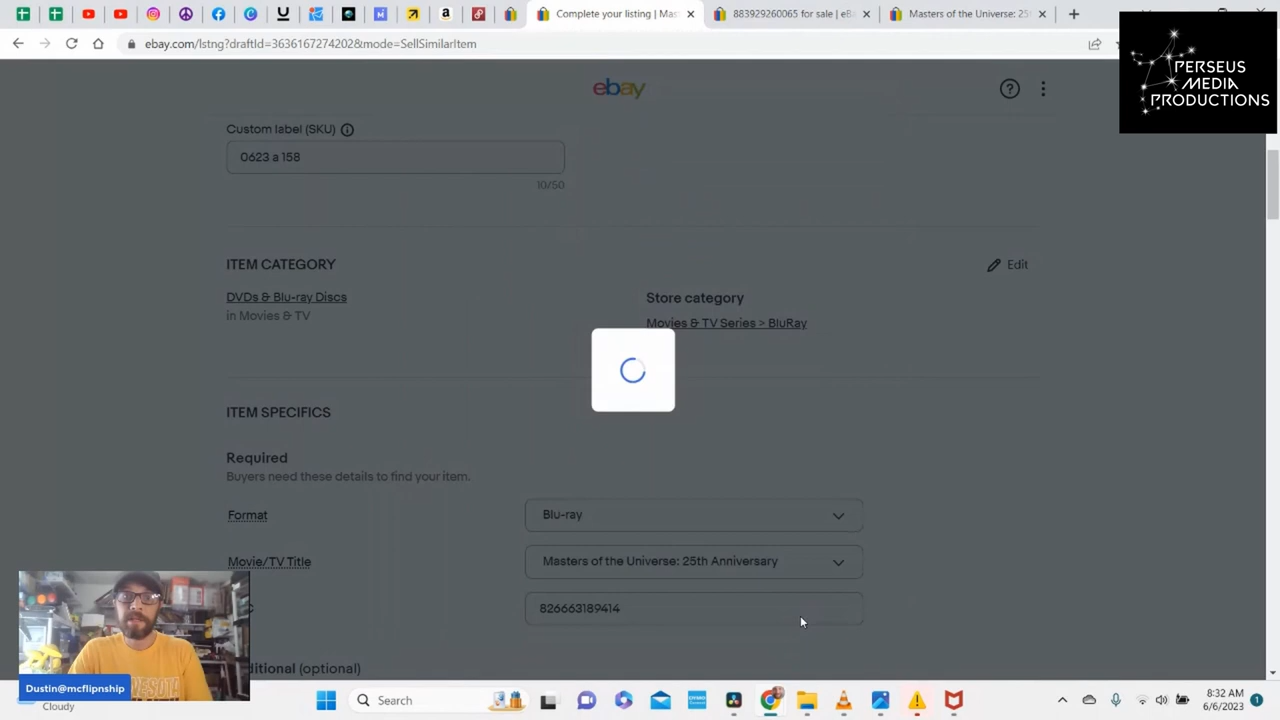 Complete your listing | Mas
883929260065 for sale | eB
Masters of the Universe: 25t
ebay.com/lstng?draftId=3636167274202&mode=SellSimilarItem
PERSEUS
MEDIA
PRODUCTIONS
ebay
Custom label (SKU)
0623 a 158
10/50
ITEM CATEGORY
Edit
DVDs & Blu-ray Discs
in Movies & TV
Store category
Movies & TV Series > BluRay
ITEM SPECIFICS
Required
Buyers need these details to find your item.
Format
Blu-ray
Movie/TV Title
Masters of the Universe: 25th Anniversary
C
826663189414
ditional (optional)
Dustin@mcflipnship
Cloudy
Search
8:32 AM
6/6/2023
1